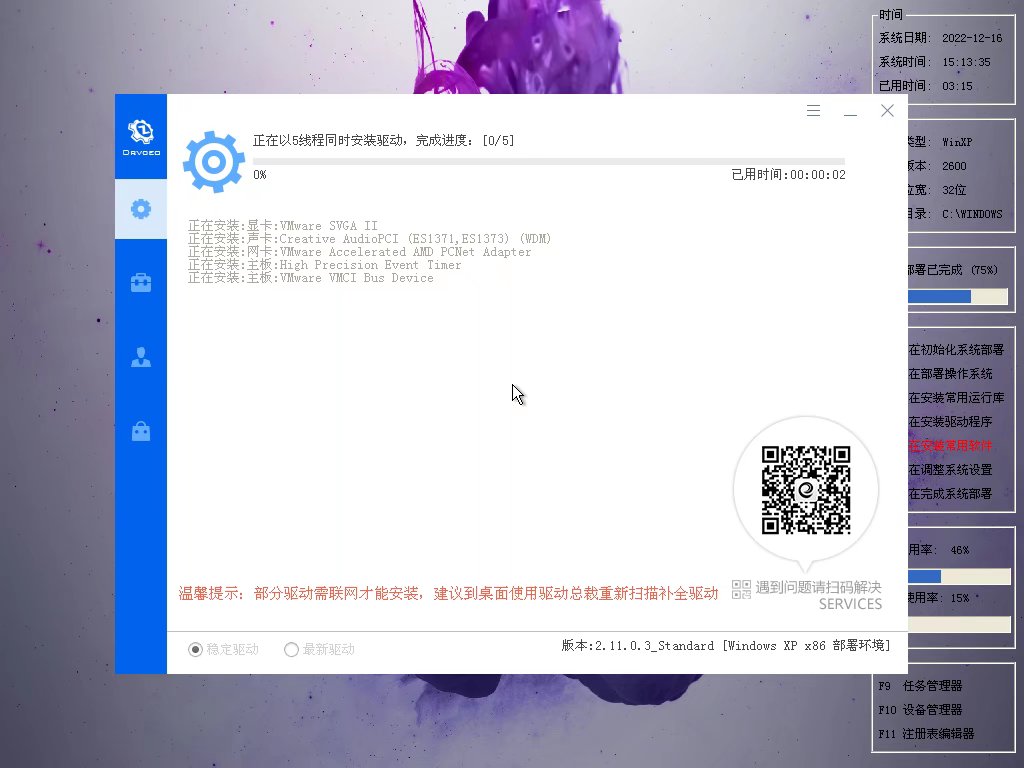 DRVCEO
正在以5线程同时安装驱动，完成进度：[0/5]
0%
已用时间:00:00:02
正在安装:显卡:VMware SVGA II
正在安装:声卡:Creative AudioPCI (ES1371,ES1373) (WDM)
正在安装:网卡:VMware Accelerated AMD PCNet Adapter
正在安装:主板:High Precision Event Timer
正在安装:主板:VMware VMCI Bus Device
温馨提示：部分驱动需联网才能安装，建议到桌面使用驱动总裁重新扫描补全驱动
遇到问题请扫码解决
SERVICES
稳定驱动
最新驱动
版本:2.11.0.3_Standard [Windows XP x86 部署环境]
时间
系统日期: 2022-12-16
系统时间: 15:13:35
已用时间: 03:15
类型: WinXP
版本: 2600
位宽: 32位
目录: C:\WINDOWS
部署已完成 (75%)
在初始化系统部署
在部署操作系统
在安装常用运行库
在安装驱动程序
在安装常用软件
在调整系统设置
在完成系统部署
用率: 46%
使用率: 15%
F9 任务管理器
F10 设备管理器
F11 注册表编辑器